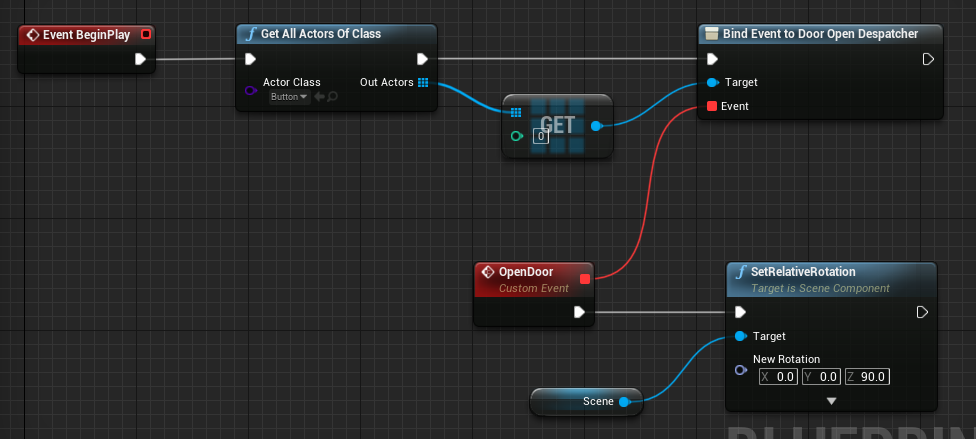 Event BeginPlay
f Get All Actors Of Class
Actor Class
Out Actors
Button
GET
0
Bind Event to Door Open Despatcher
Target
Event
OpenDoor
Custom Event
f SetRelativeRotation
Target is Scene Component
Target
New Rotation
X 0.0 Y 0.0 Z 90.0
Scene